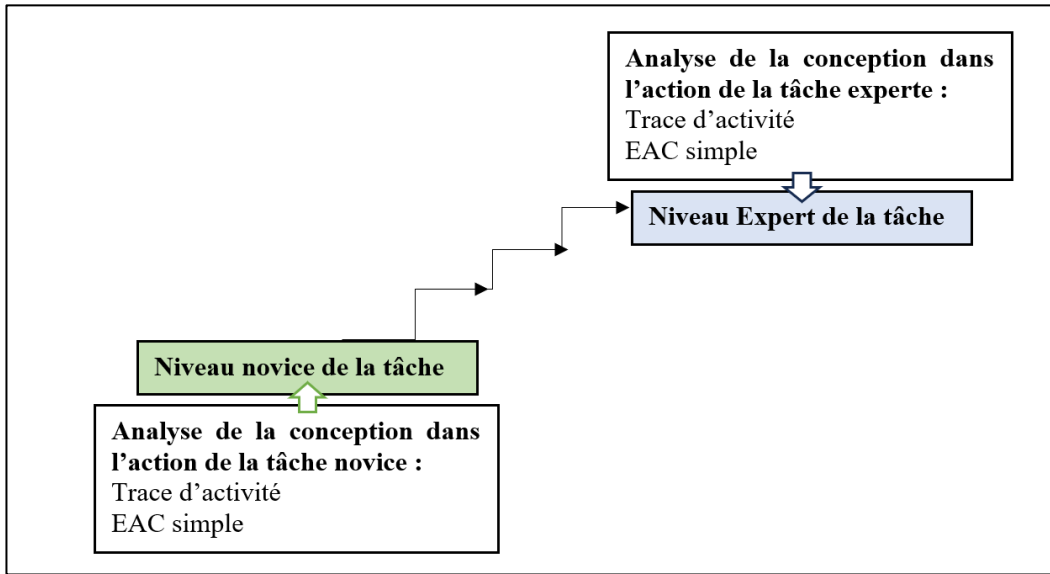 Analyse de la conception dans
l’action de la tâche experte :
Trace d’activité
EAC simple
Niveau Expert de la tâche
Niveau novice de la tâche
Analyse de la conception dans
l’action de la tâche novice :
Trace d’activité
EAC simple